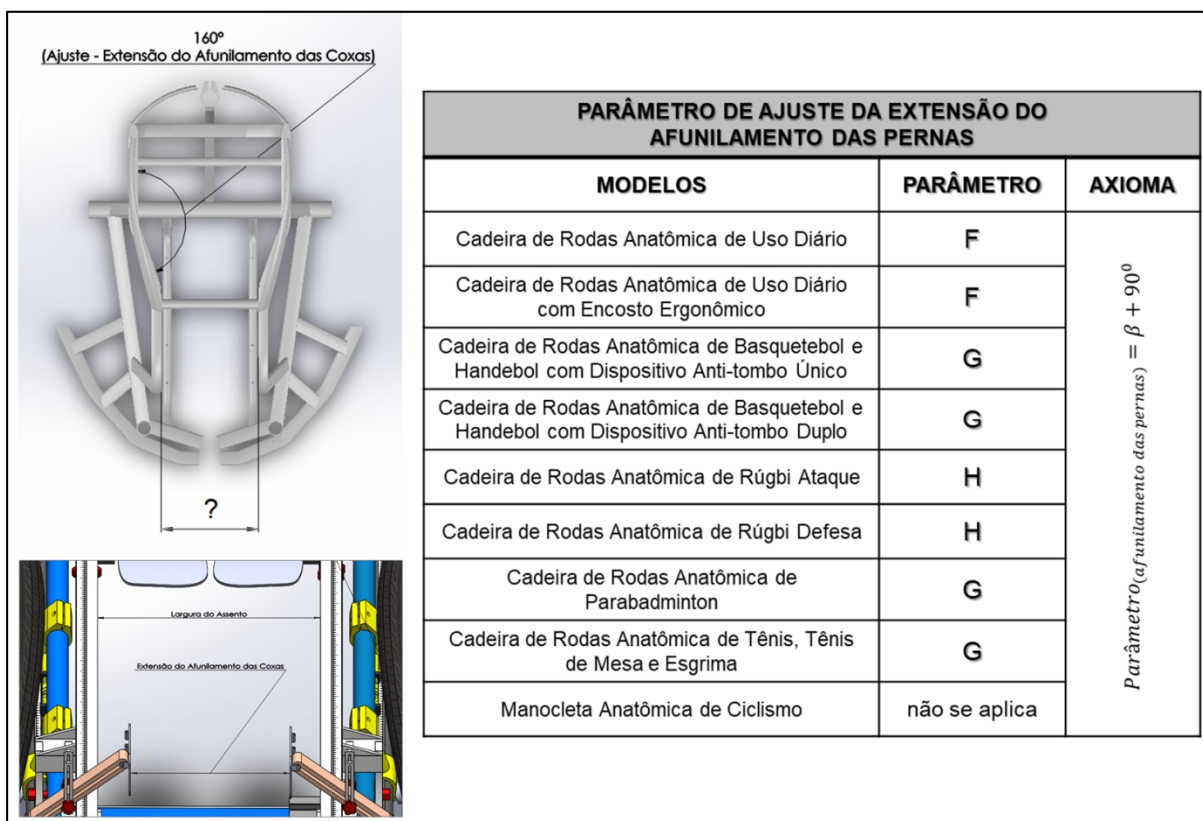 160º
(Ajuste - Extensão do Afunilamento das Coxas)
?
Largura do Assento
Extensão do Afunilamento das Coxas
PARÂMETRO DE AJUSTE DA EXTENSÃO DO
AFUNILAMENTO DAS PERNAS
MODELOS PARÂMETRO AXIOMA
Cadeira de Rodas Anatômica de Uso Diário F
Cadeira de Rodas Anatômica de Uso Diário
com Encosto Ergonômico F
Cadeira de Rodas Anatômica de Basquetebol e
Handebol com Dispositivo Anti-tombo Único G
Cadeira de Rodas Anatômica de Basquetebol e
Handebol com Dispositivo Anti-tombo Duplo G
Cadeira de Rodas Anatômica de Rúgbi Ataque H
Cadeira de Rodas Anatômica de Rúgbi Defesa H
Cadeira de Rodas Anatômica de
Parabadminton G
Cadeira de Rodas Anatômica de Tênis, Tênis
de Mesa e Esgrima G
Manocleta Anatômica de Ciclismo não se aplica
Parâmetro(afunilamento das pernas) = β + 90⁰